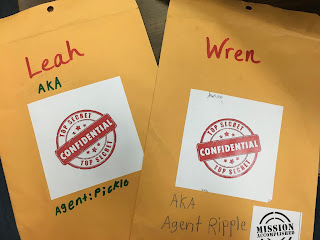 Leah
AKA
TOP SECRET
CONFIDENTIAL
TOP SECRET
Agent: Pickle
Wren
TOP SECRET
CONFIDENTIAL
TOP SECRET
AKA
Agent Ripple
MISSION
ACCOMPLISHED